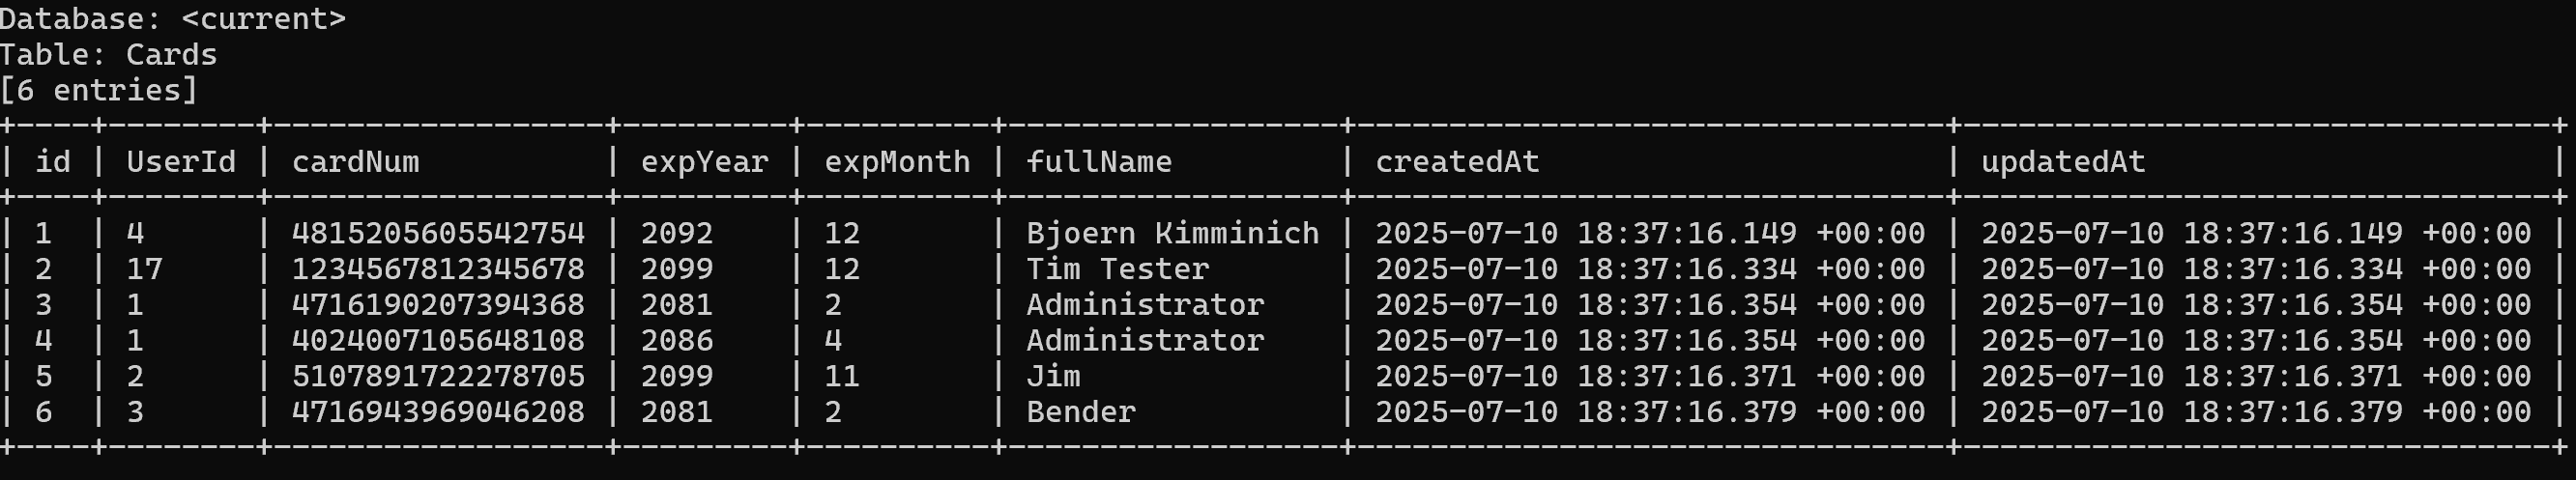 Database: <current>
Table: Cards
[6 entries]
+----+--------+------------------+---------+----------+------------------+--------------------------------+--------------------------------+
| id | UserId | cardNum          | expYear | expMonth | fullName         | createdAt                      | updatedAt                      |
+----+--------+------------------+---------+----------+------------------+--------------------------------+--------------------------------+
| 1  | 4      | 4815205605542754 | 2092    | 12       | Bjoern Kimminich | 2025-07-10 18:37:16.149 +00:00 | 2025-07-10 18:37:16.149 +00:00 |
| 2  | 17     | 1234567812345678 | 2099    | 12       | Tim Tester       | 2025-07-10 18:37:16.334 +00:00 | 2025-07-10 18:37:16.334 +00:00 |
| 3  | 1      | 4716190207394368 | 2081    | 2        | Administrator    | 2025-07-10 18:37:16.354 +00:00 | 2025-07-10 18:37:16.354 +00:00 |
| 4  | 1      | 4024007105648108 | 2086    | 4        | Administrator    | 2025-07-10 18:37:16.354 +00:00 | 2025-07-10 18:37:16.354 +00:00 |
| 5  | 2      | 5107891722278705 | 2099    | 11       | Jim              | 2025-07-10 18:37:16.371 +00:00 | 2025-07-10 18:37:16.371 +00:00 |
| 6  | 3      | 4716943969046208 | 2081    | 2        | Bender           | 2025-07-10 18:37:16.379 +00:00 | 2025-07-10 18:37:16.379 +00:00 |
+----+--------+------------------+---------+----------+------------------+--------------------------------+--------------------------------+